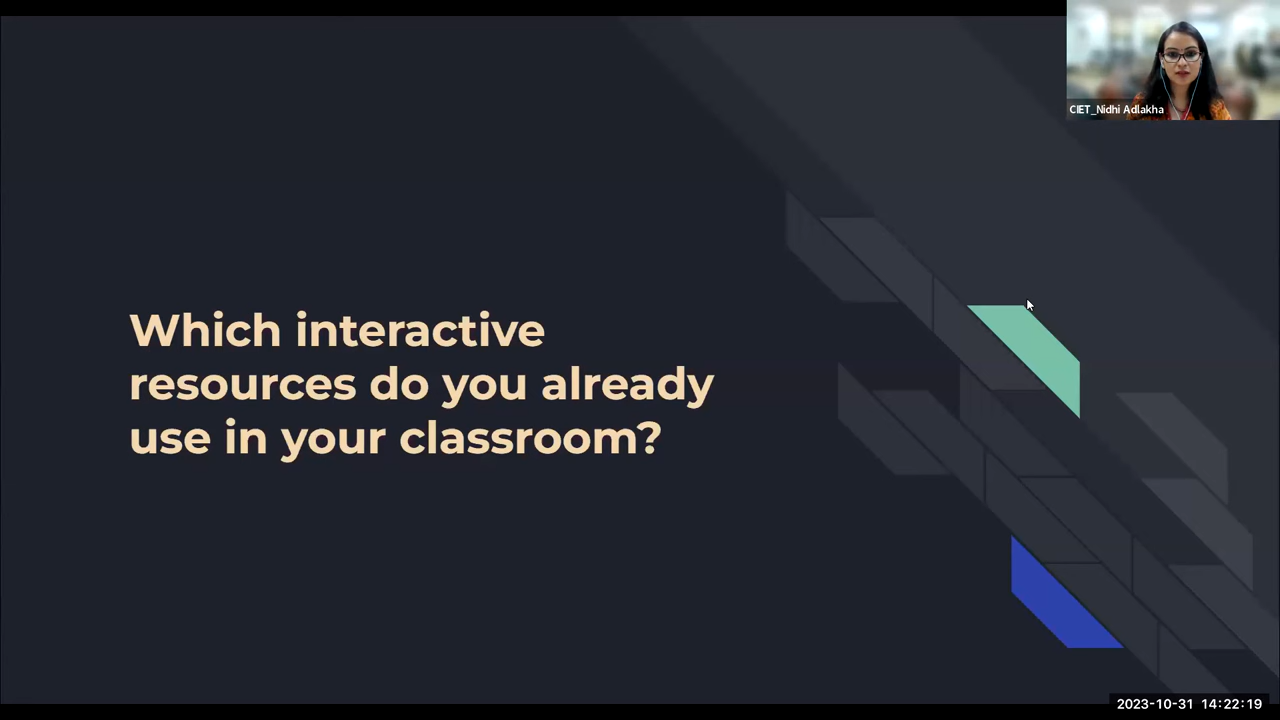 CIET_Nidhi Adlakha
Which interactive
resources do you already
use in your classroom?
2023-10-31 14:22:19